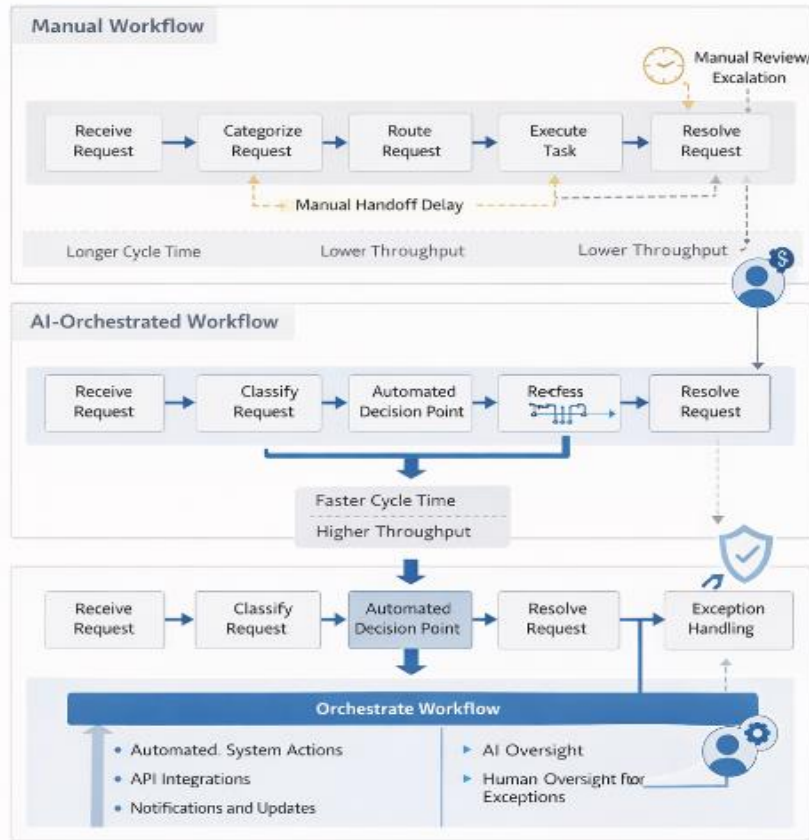 Manual Workflow
Manual Review/
Excalation
Receive
Request
Categorize
Request
Route
Request
Execute
Task
Resolve
Request
Manual Handoff Delay
Longer Cycle Time
Lower Throughput
Lower Throughput
$
AI-Orchestrated Workflow
Receive
Request
Classify
Request
Automated
Decision Point
Recfess
Resolve
Request
Faster Cycle Time
Higher Throughput
Receive
Request
Classify
Request
Automated
Decision Point
Resolve
Request
Exception
Handling
Orchestrate Workflow
• Automated. System Actions
• API Integrations
• Notifications and Updates
▸ AI Oversight
▸ Human Oversight for
Exceptions